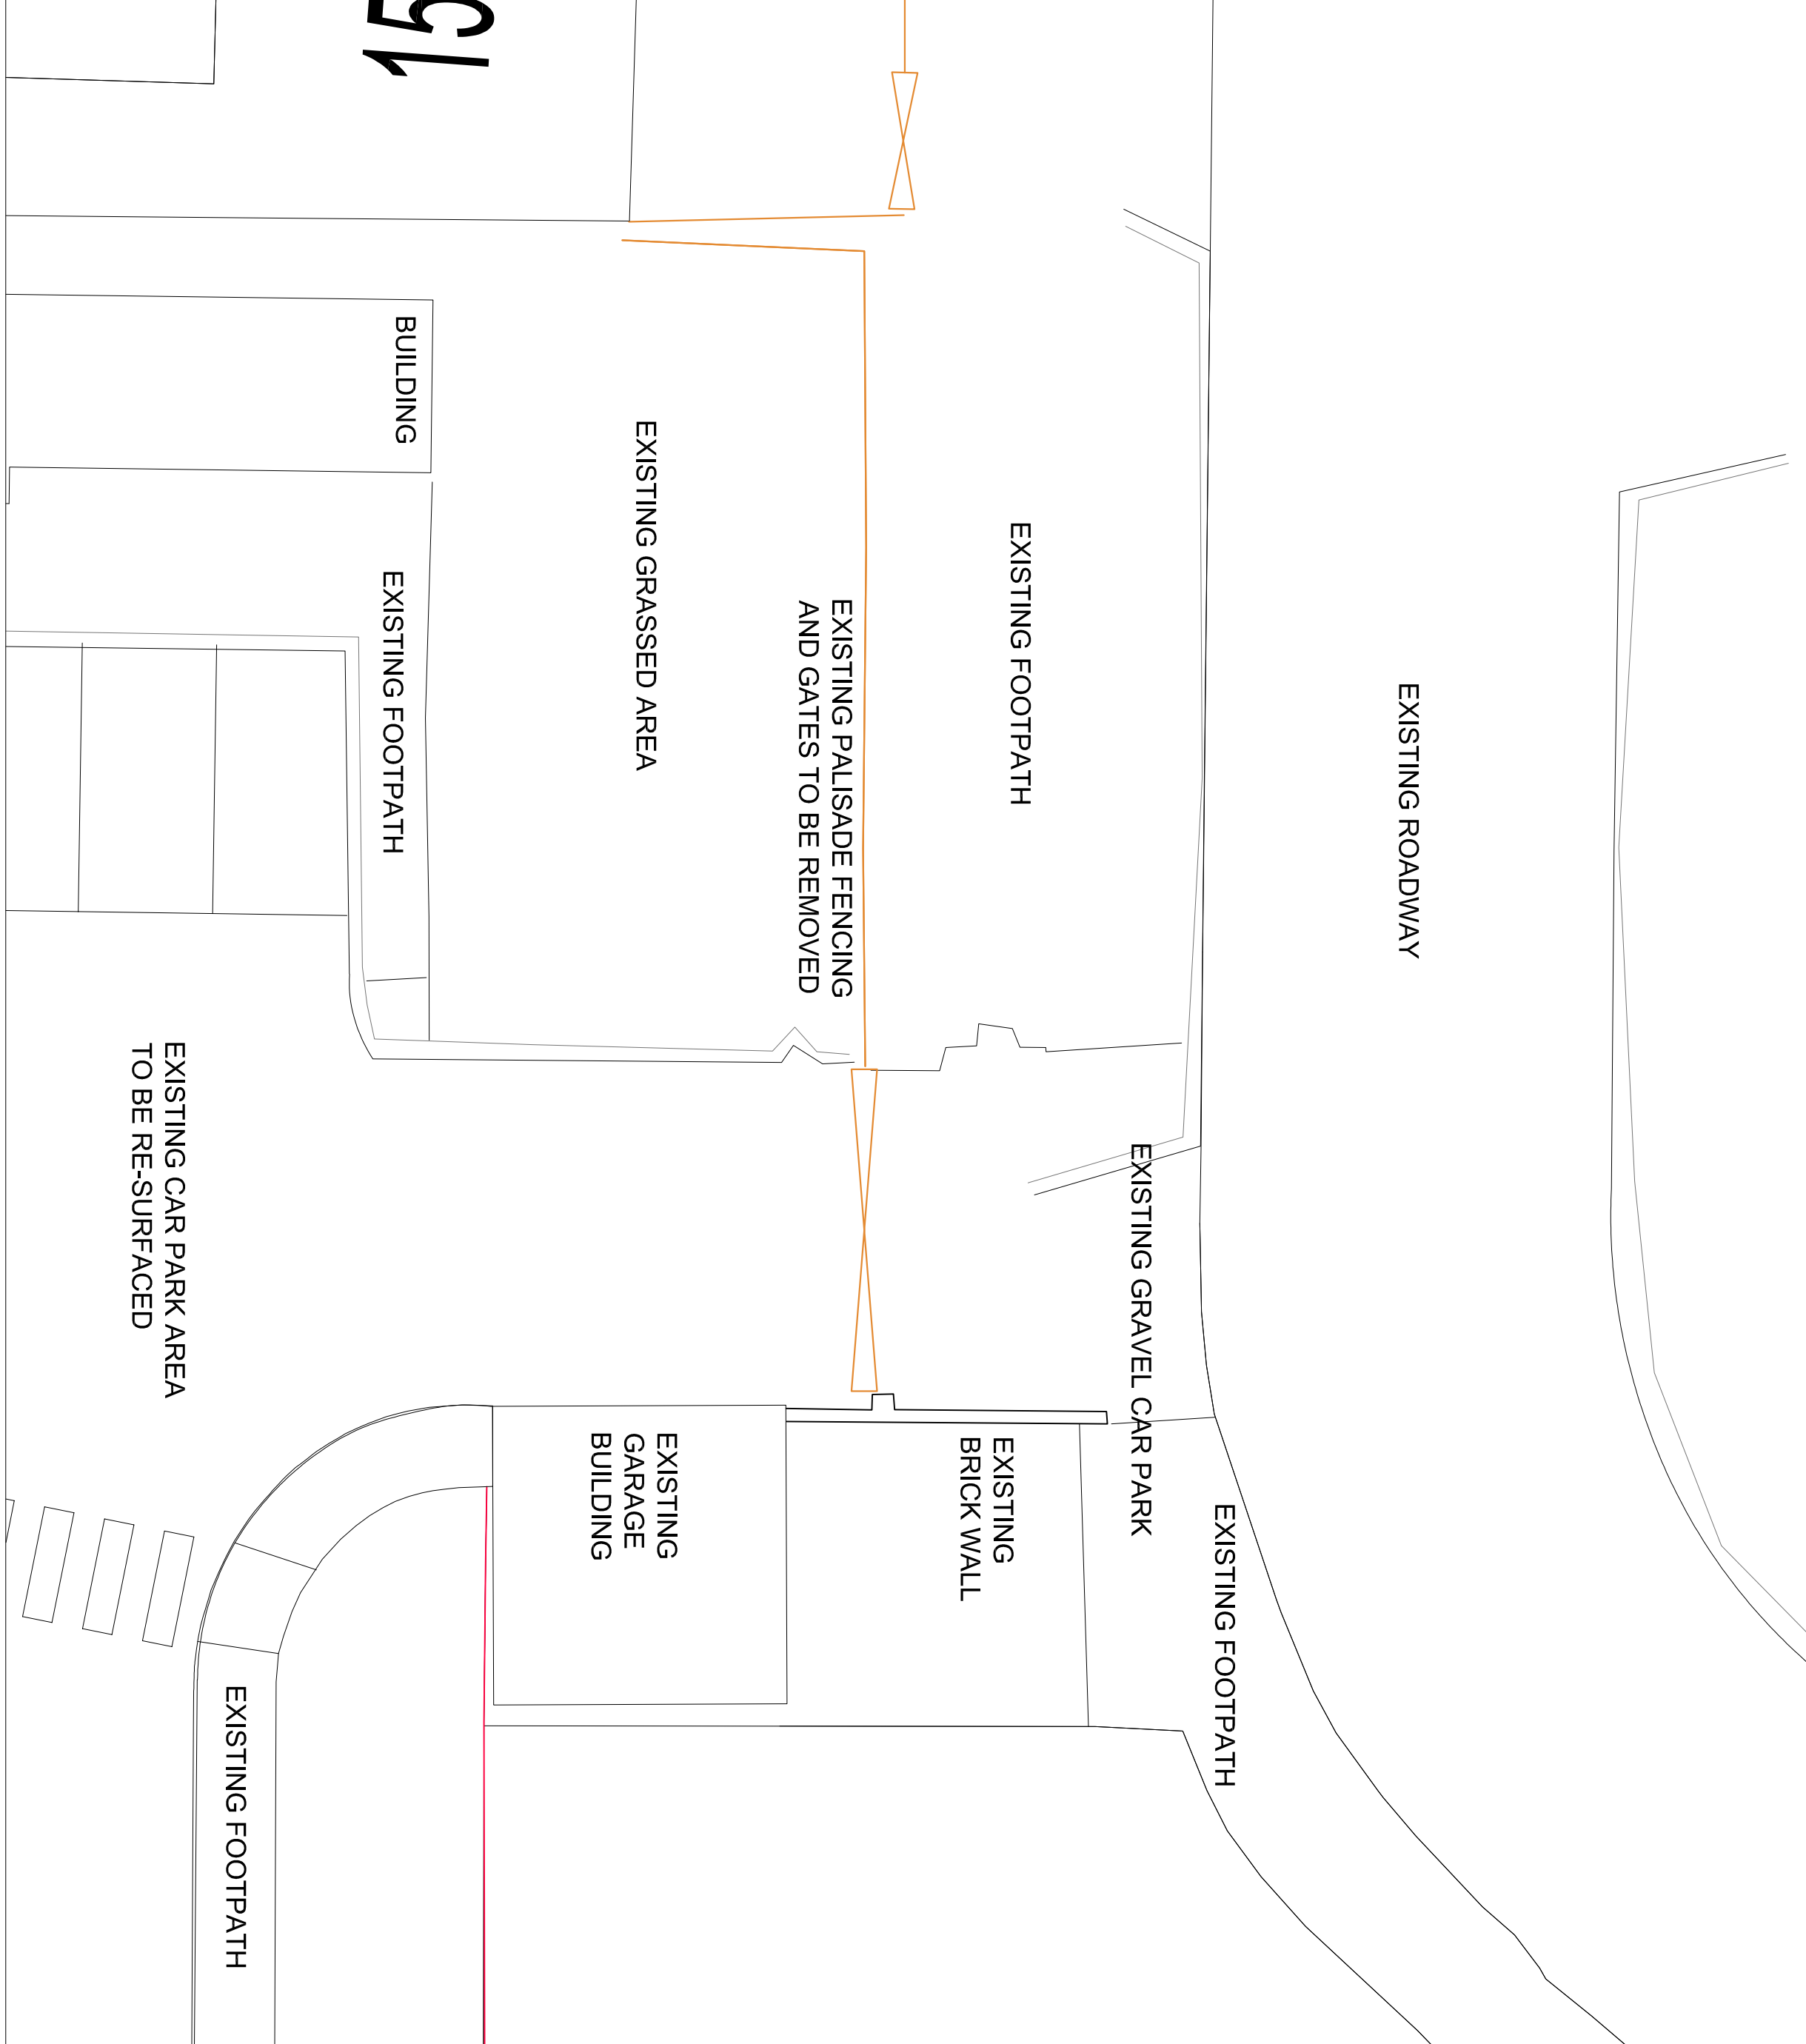 15
BUILDING
EXISTING GRASSED AREA
EXISTING FOOTPATH
EXISTING FOOTPATH
EXISTING PALISADE FENCING
AND GATES TO BE REMOVED
EXISTING ROADWAY
EXISTING CAR PARK AREA
TO BE RE-SURFACED
EXISTING GRAVEL CAR PARK
EXISTING
GARAGE
BUILDING
EXISTING
BRICK WALL
EXISTING FOOTPATH
EXISTING FOOTPATH